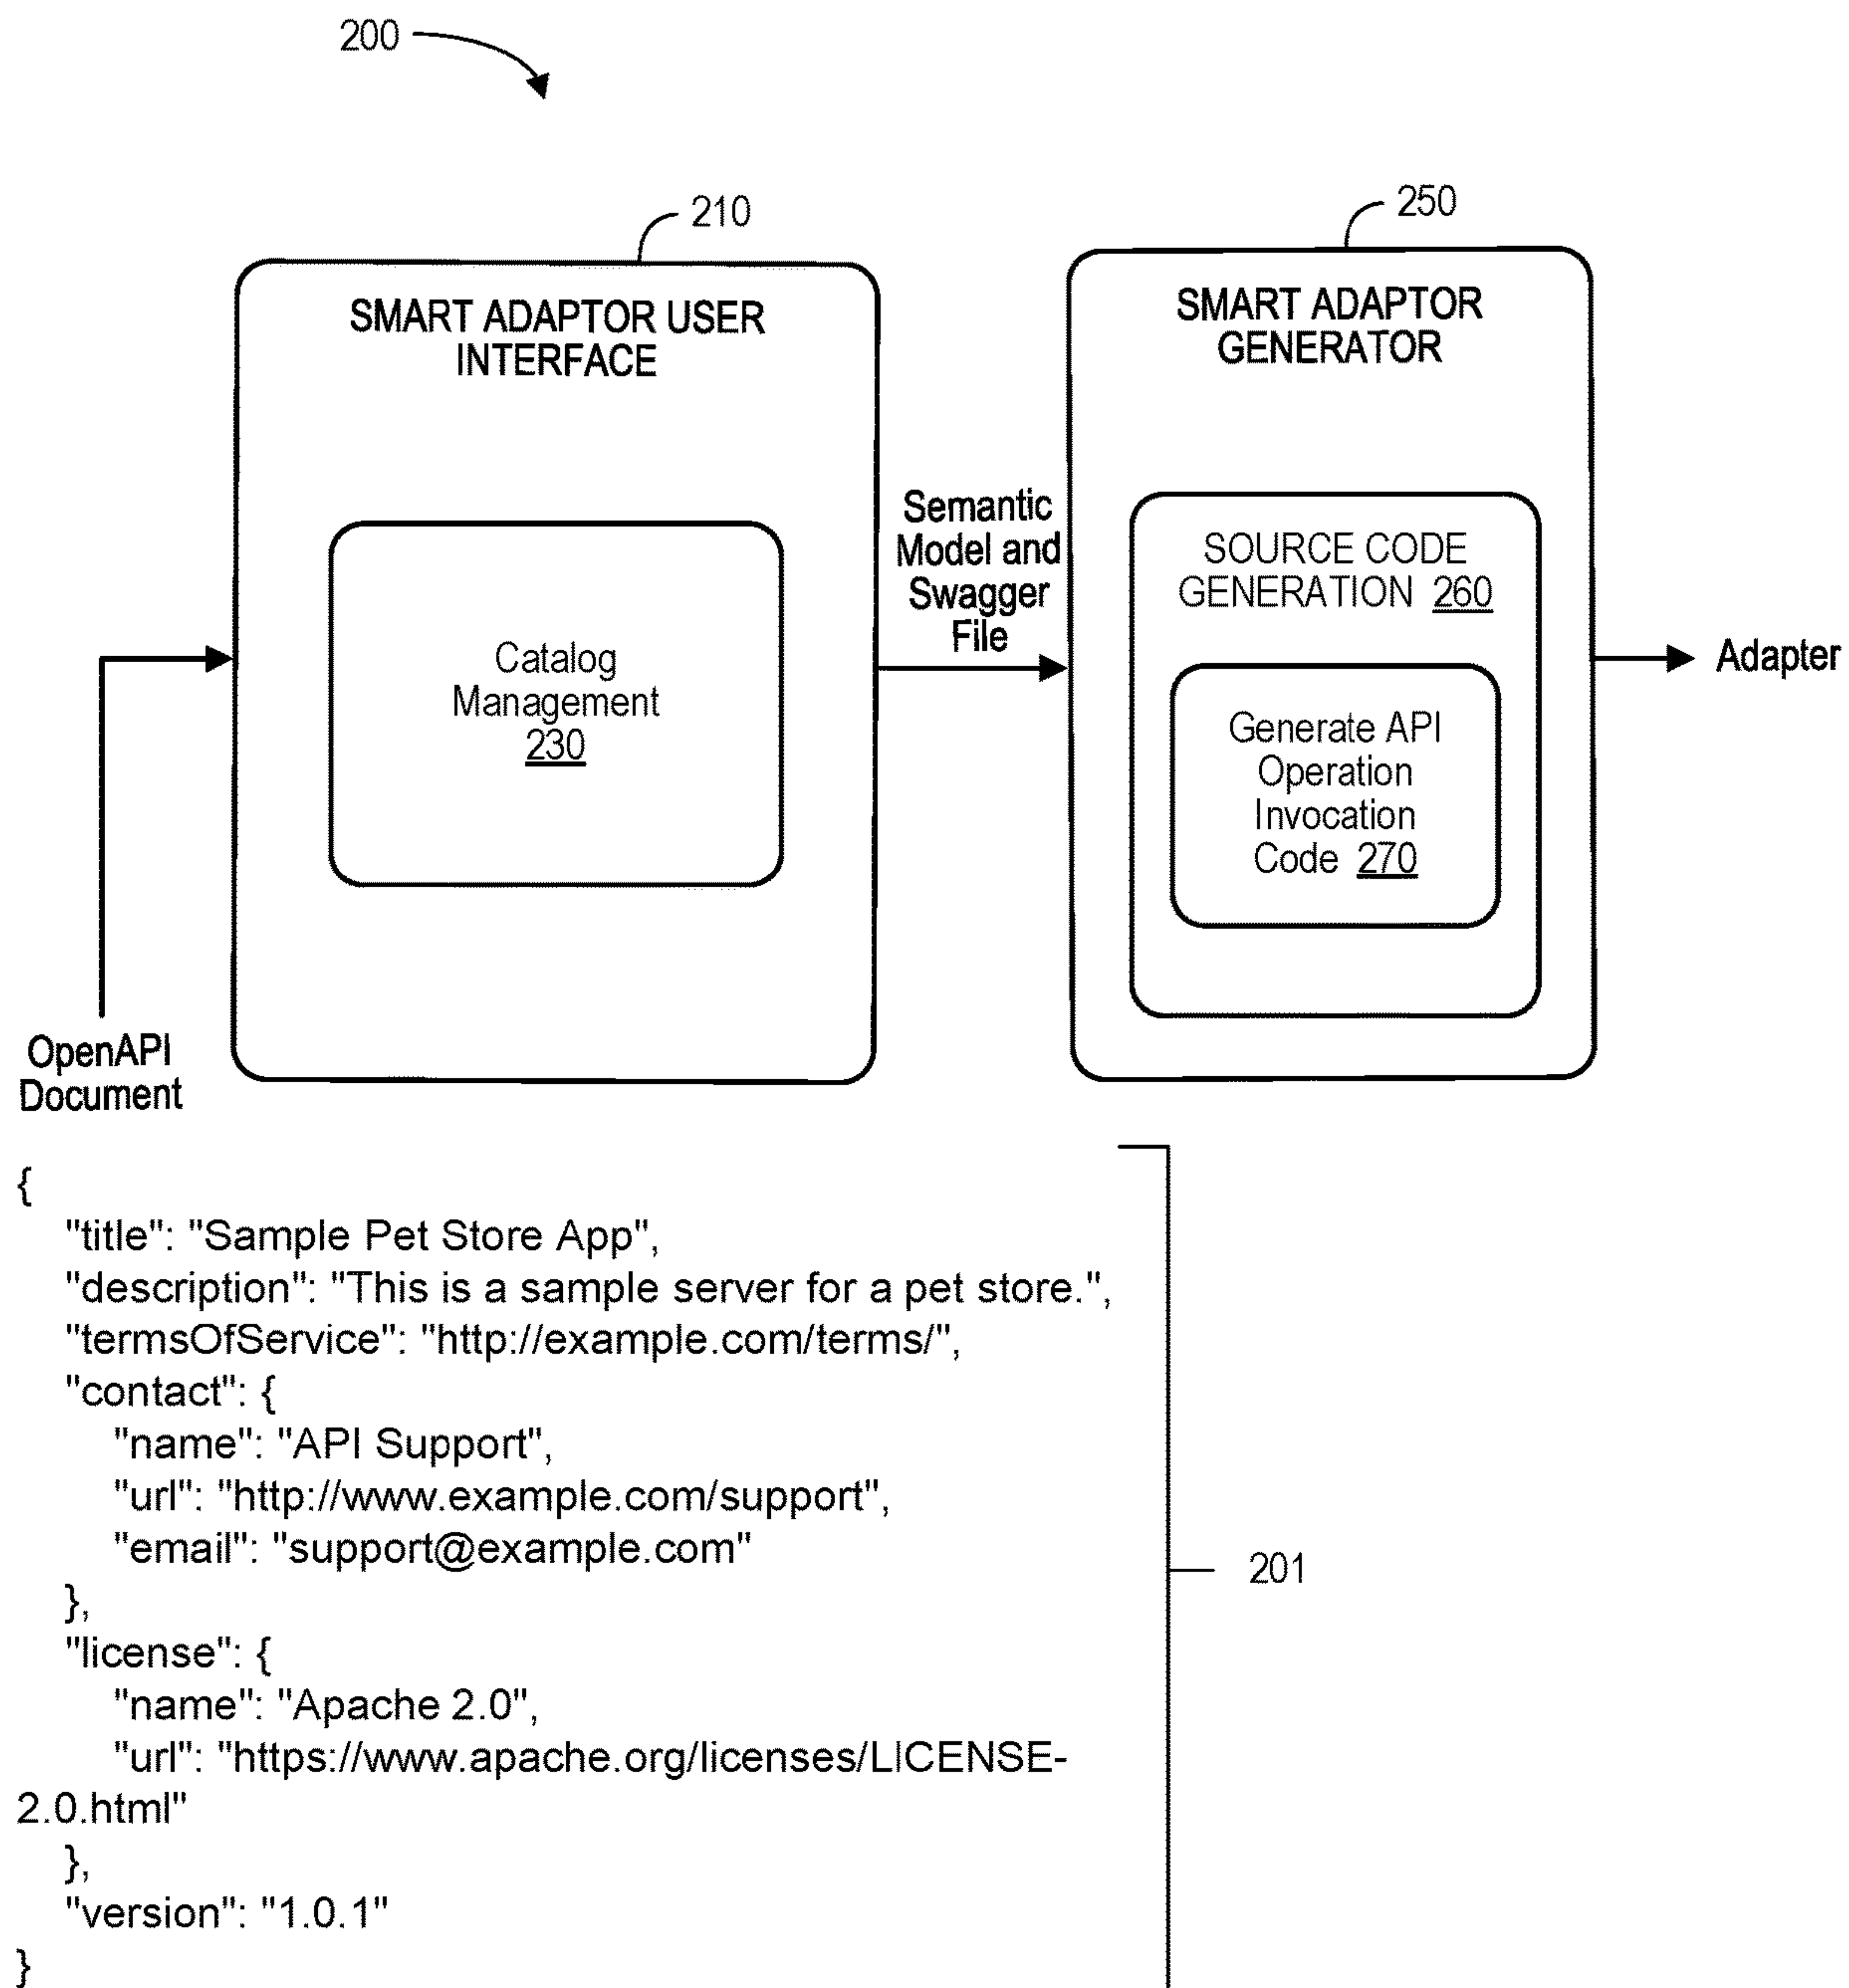 200
210
250
SMART ADAPTOR USER
INTERFACE
SMART ADAPTOR
GENERATOR
Semantic
Model and
Swagger
File
SOURCE CODE
GENERATION 260
Catalog
Management
230
Generate API
Operation
Invocation
Code 270
Adapter
OpenAPI
Document
{
"title": "Sample Pet Store App",
"description": "This is a sample server for a pet store.",
"termsOfService": "http://example.com/terms/",
"contact": {
"name": "API Support",
"url": "http://www.example.com/support",
"email": "support@example.com"
},
"license": {
"name": "Apache 2.0",
"url": "https://www.apache.org/licenses/LICENSE-
2.0.html"
},
"version": "1.0.1"
}
201